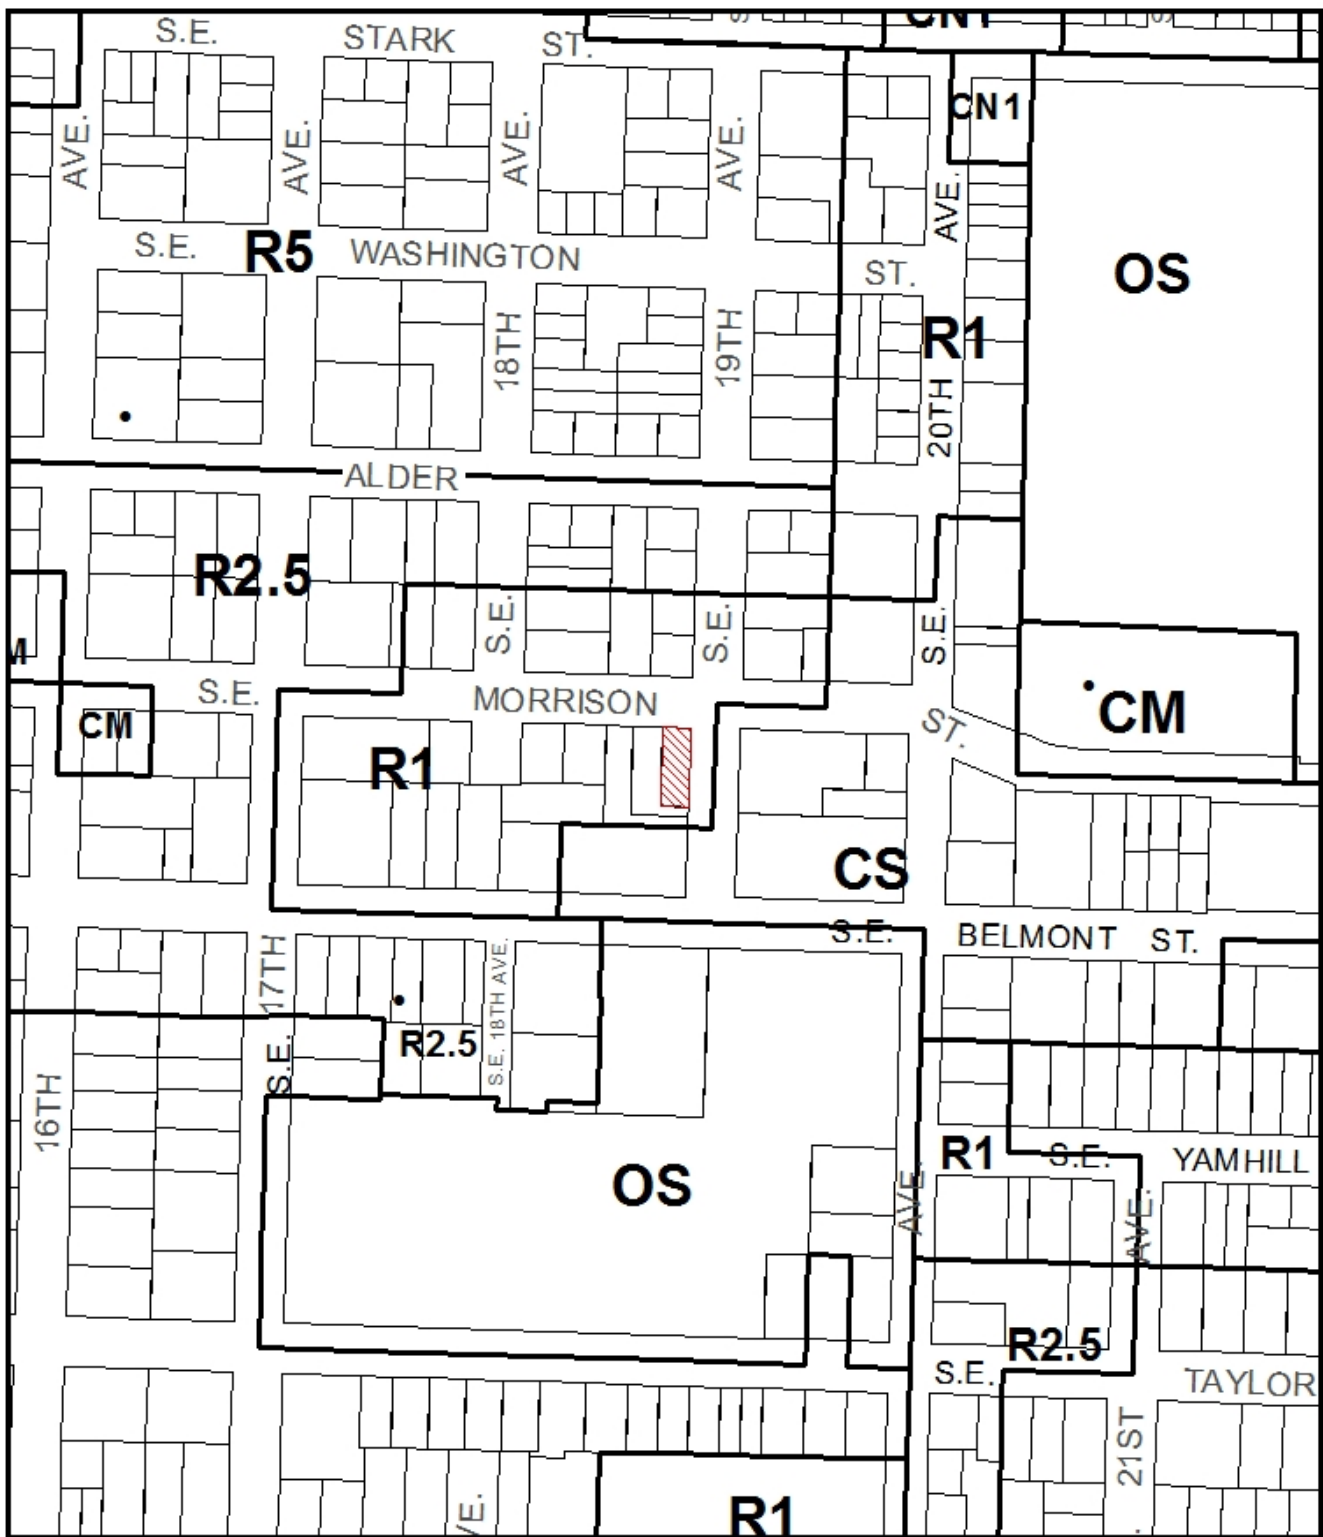 S.E. STARK ST.
CN1
CN1
AVE. AVE. AVE. AVE. AVE.
S.E. R5 WASHINGTON ST.
OS
18TH 19TH R1
20TH
ALDER
R2.5
S.E. S.E. S.E.
M
S.E. MORRISON ST.
CM
R1
CM
CS
S.E. BELMONT ST.
17TH
S.E. 18TH AVE.
R2.5
S.E.
16TH
OS
AVE.
R1 S.E. YAMHILL
AVE.
R2.5
S.E. TAYLOR
21ST
VE.
R1